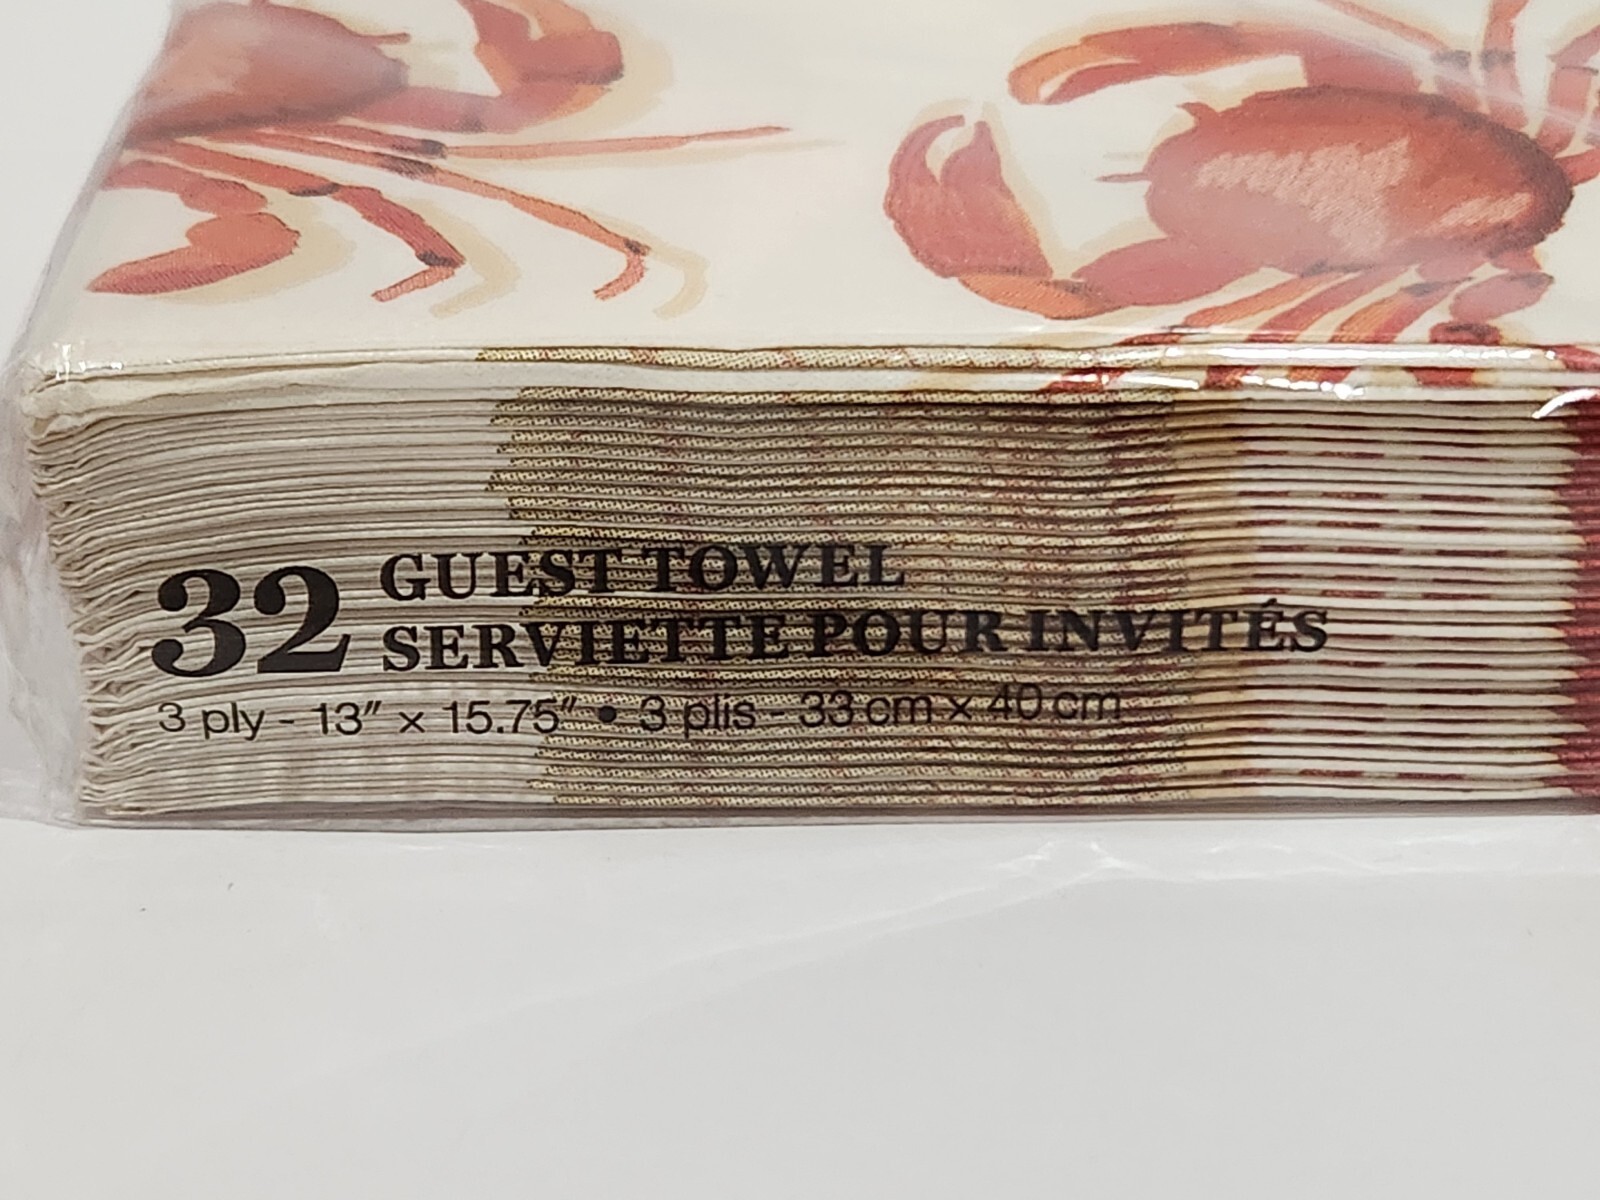 32 GUEST TOWEL
SERVIETTE POUR INVITÉS
3 ply - 13″ × 15.75″ • 3 plis - 33 cm × 40 cm